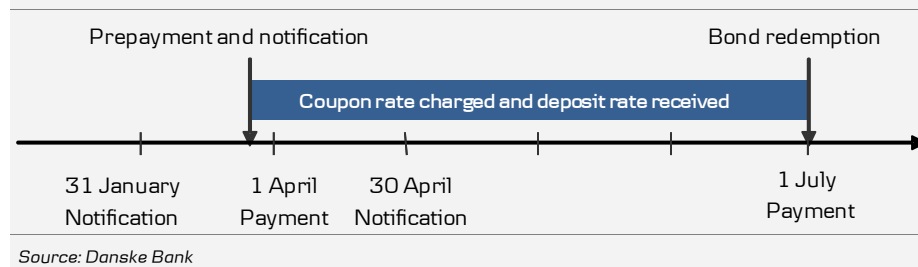 Prepayment and notification
Bond redemption
Coupon rate charged and deposit rate received
31 January
Notification
1 April
Payment
30 April
Notification
1 July
Payment
Source: Danske Bank